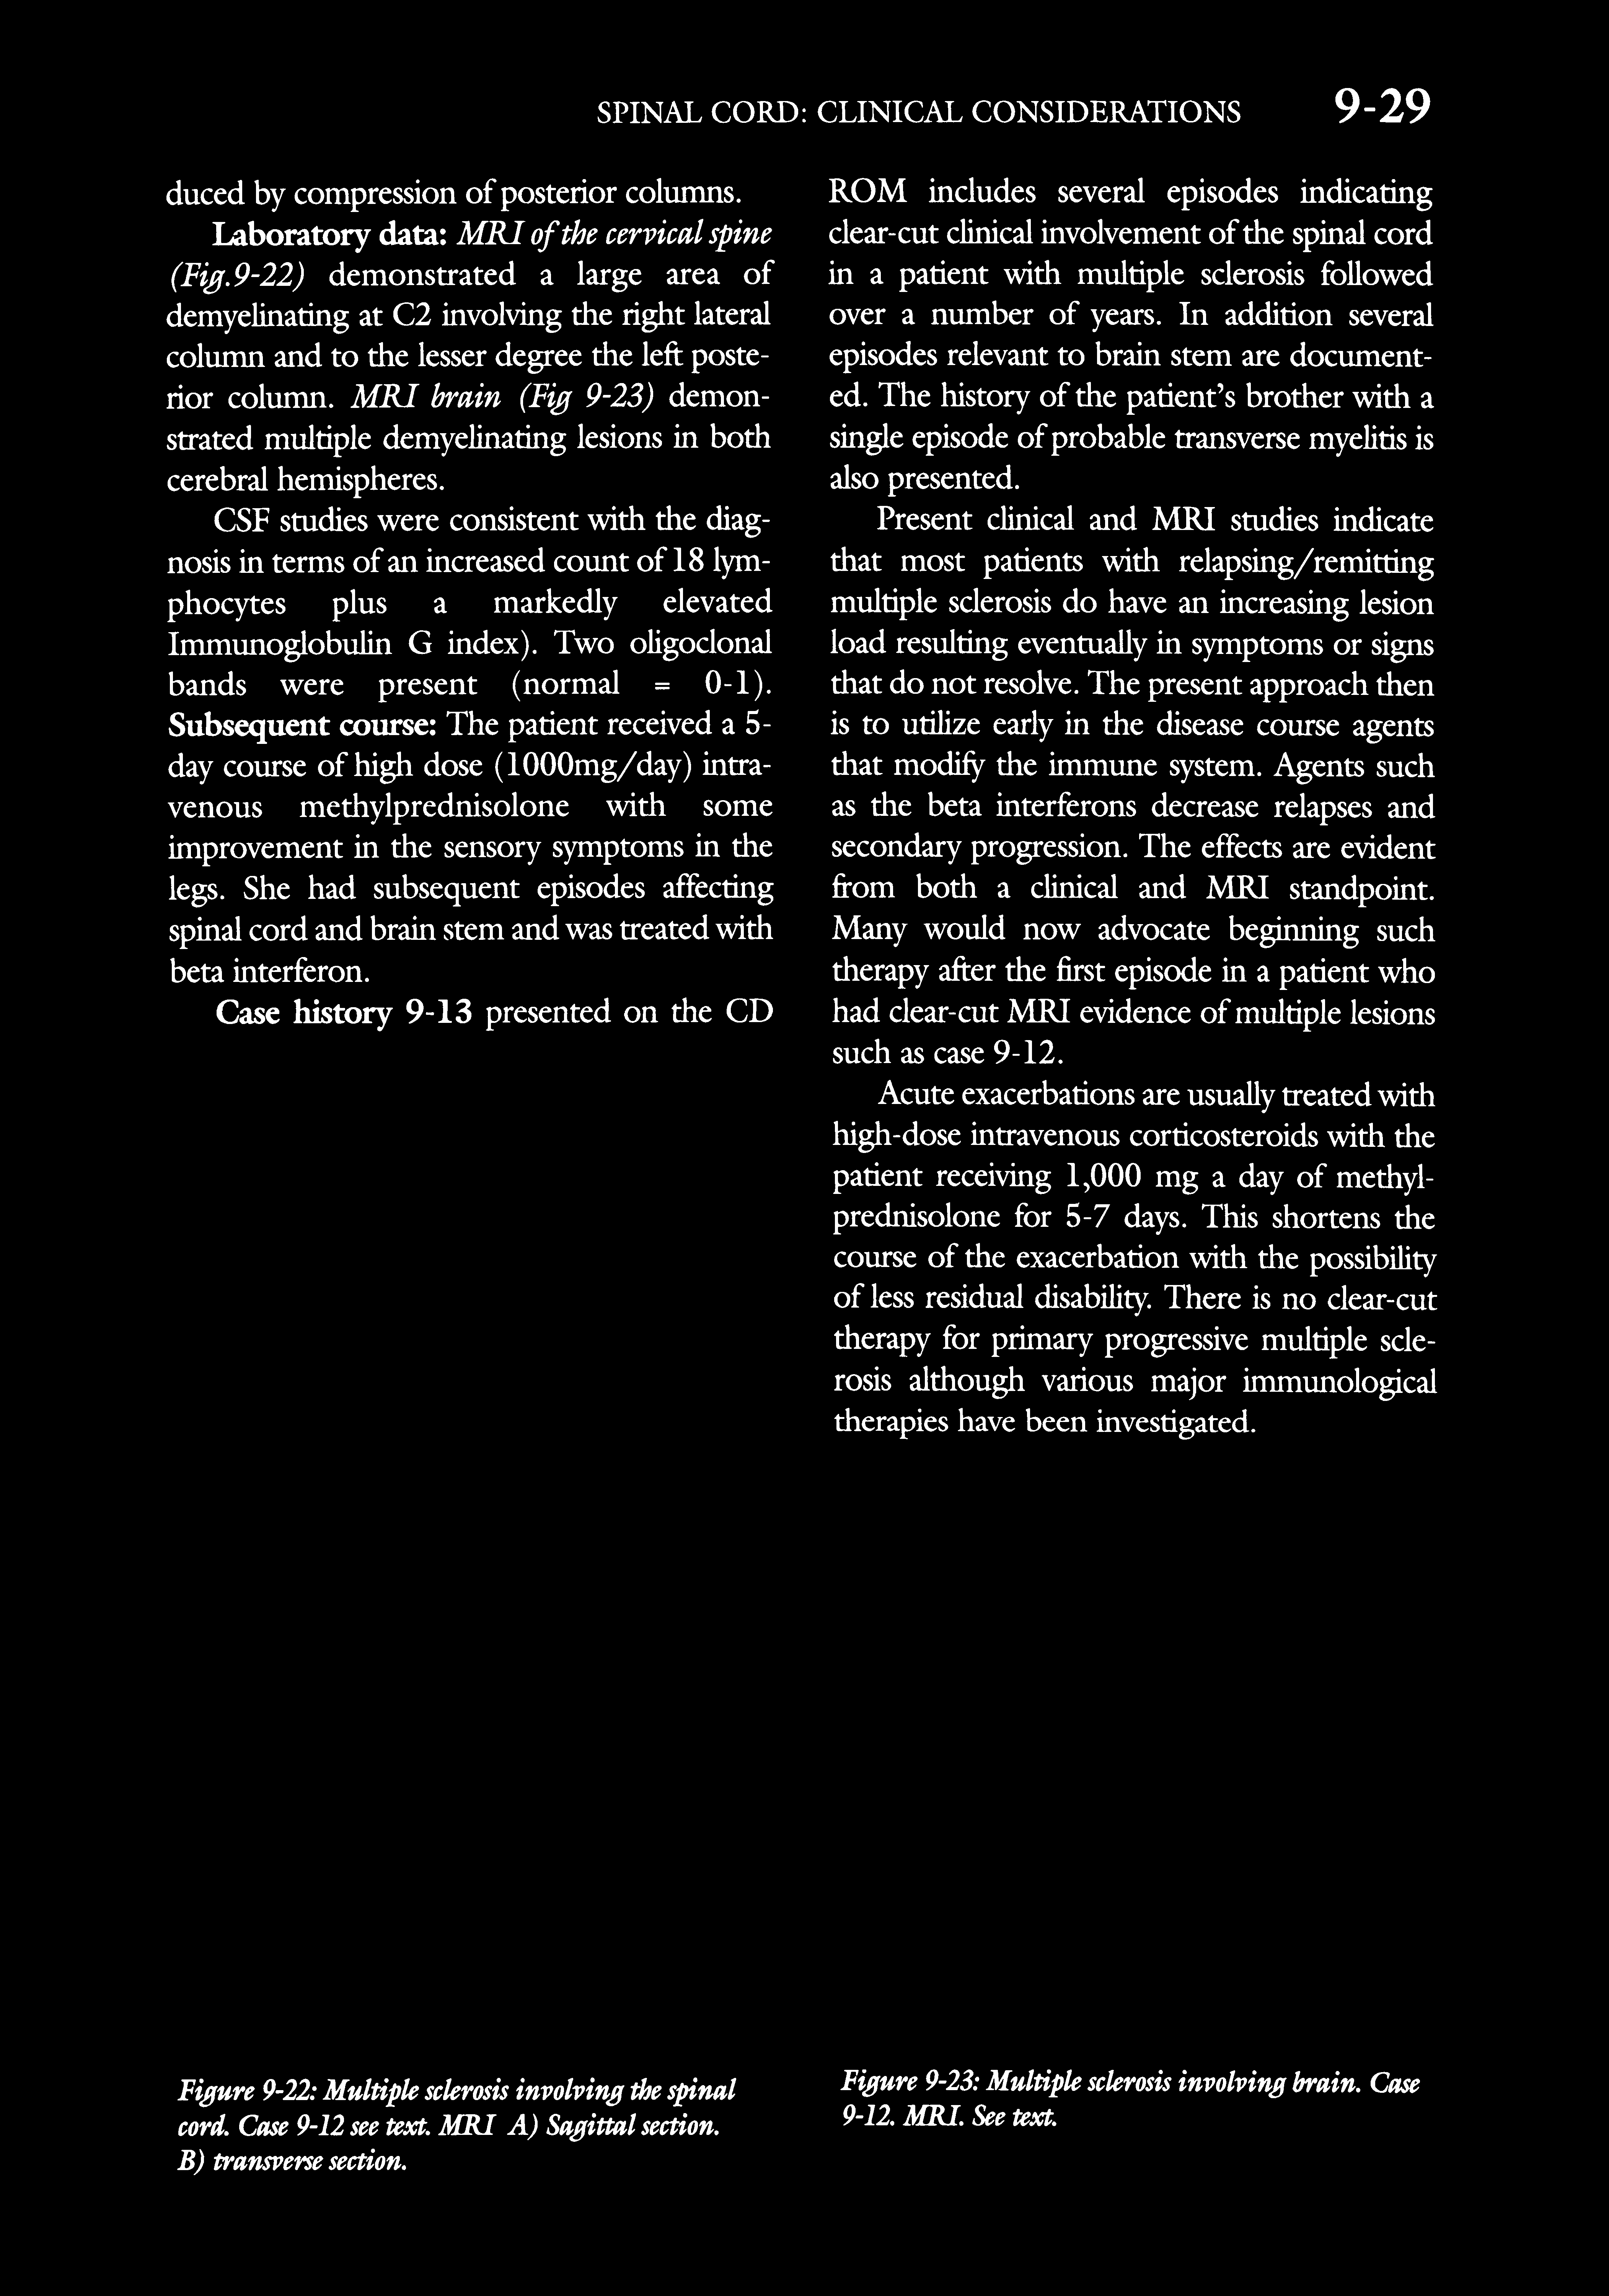 SPINAL CORD: CLINICAL CONSIDERATIONS 9-29
duced by compression of posterior columns.
Laboratory data: MRI of the cervical spine
(Fig.9-22) demonstrated a large area of
demyelinating at C2 involving the right lateral
column and to the lesser degree the left poste-
rior column. MRI brain (Fig 9-23) demon-
strated multiple demyelinating lesions in both
cerebral hemispheres.
CSF studies were consistent with the diag-
nosis in terms of an increased count of 18 lym-
phocytes plus a markedly elevated
Immunoglobulin G index). Two oligoclonal
bands were present (normal = 0-1).
Subsequent course: The patient received a 5-
day course of high dose (1000mg/day) intra-
venous methylprednisolone with some
improvement in the sensory symptoms in the
legs. She had subsequent episodes affecting
spinal cord and brain stem and was treated with
beta interferon.
Case history 9-13 presented on the CD
ROM includes several episodes indicating
clear-cut clinical involvement of the spinal cord
in a patient with multiple sclerosis followed
over a number of years. In addition several
episodes relevant to brain stem are document-
ed. The history of the patient's brother with a
single episode of probable transverse myelitis is
also presented.
Present clinical and MRI studies indicate
that most patients with relapsing/remitting
multiple sclerosis do have an increasing lesion
load resulting eventually in symptoms or signs
that do not resolve. The present approach then
is to utilize early in the disease course agents
that modify the immune system. Agents such
as the beta interferons decrease relapses and
secondary progression. The effects are evident
from both a clinical and MRI standpoint.
Many would now advocate beginning such
therapy after the first episode in a patient who
had clear-cut MRI evidence of multiple lesions
such as case 9-12.
Acute exacerbations are usually treated with
high-dose intravenous corticosteroids with the
patient receiving 1,000 mg a day of methyl-
prednisolone for 5-7 days. This shortens the
course of the exacerbation with the possibility
of less residual disability. There is no clear-cut
therapy for primary progressive multiple scle-
rosis although various major immunological
therapies have been investigated.
Figure 9-22: Multiple sclerosis involving the spinal
cord. Case 9-12 see text. MRI A) Sagittal section.
B) transverse section.
Figure 9-23: Multiple sclerosis involving brain. Case
9-12. MRI. See text.